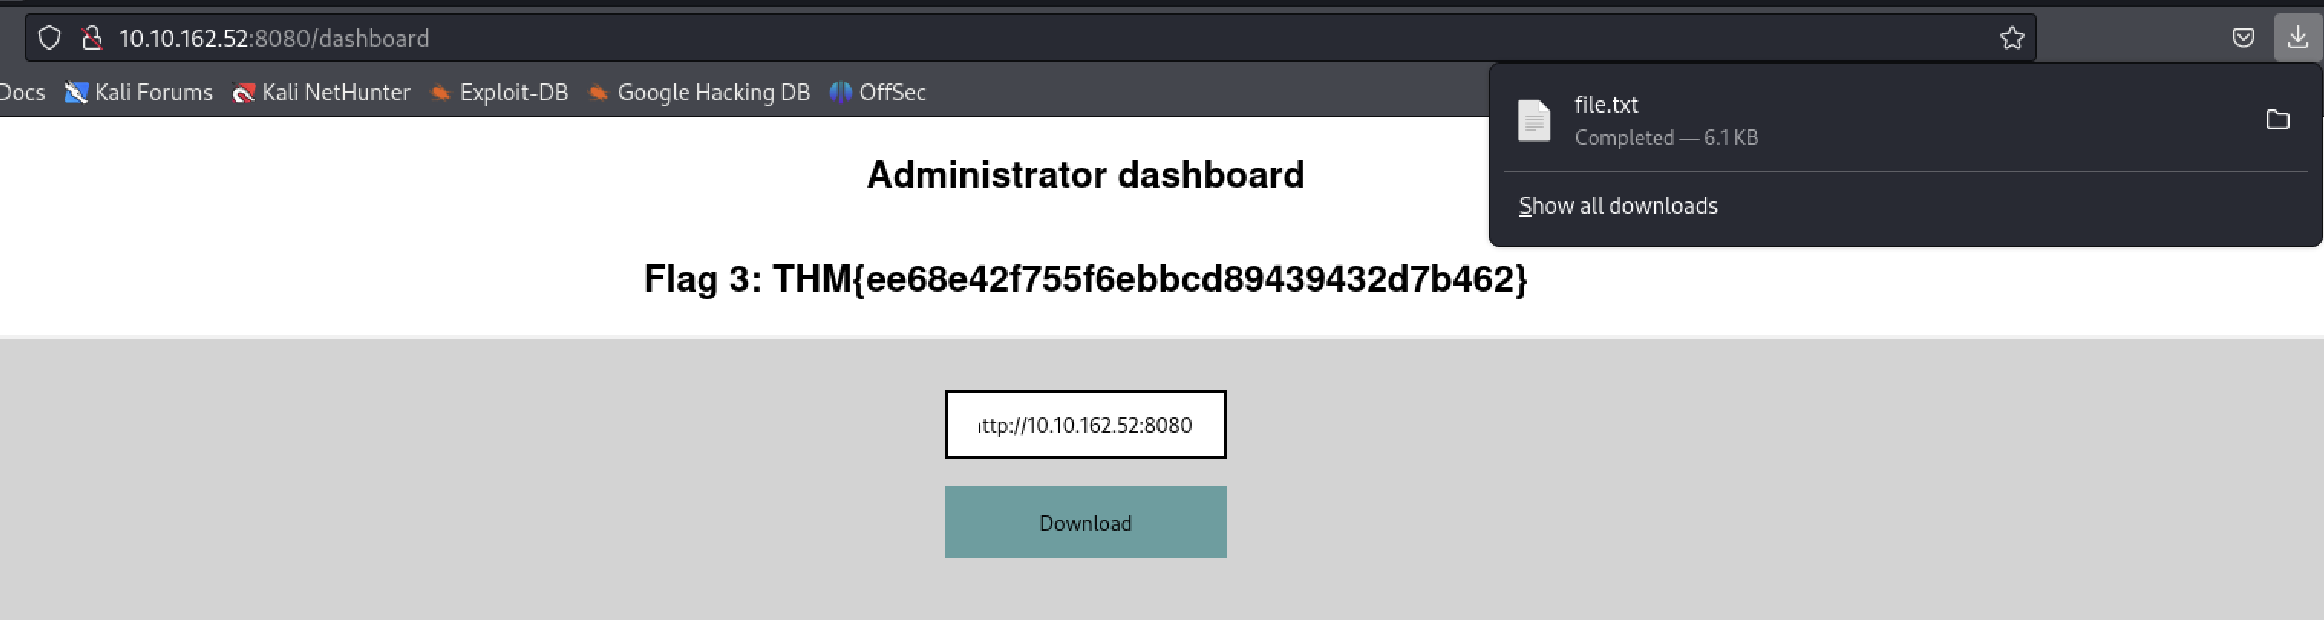 10.10.162.52:8080/dashboard
Docs Kali Forums Kali NetHunter Exploit-DB Google Hacking DB OffSec
file.txt
Completed — 6.1 KB
Show all downloads
Administrator dashboard
Flag 3: THM{ee68e42f755f6ebbcd89439432d7b462}
ttp://10.10.162.52:8080
Download